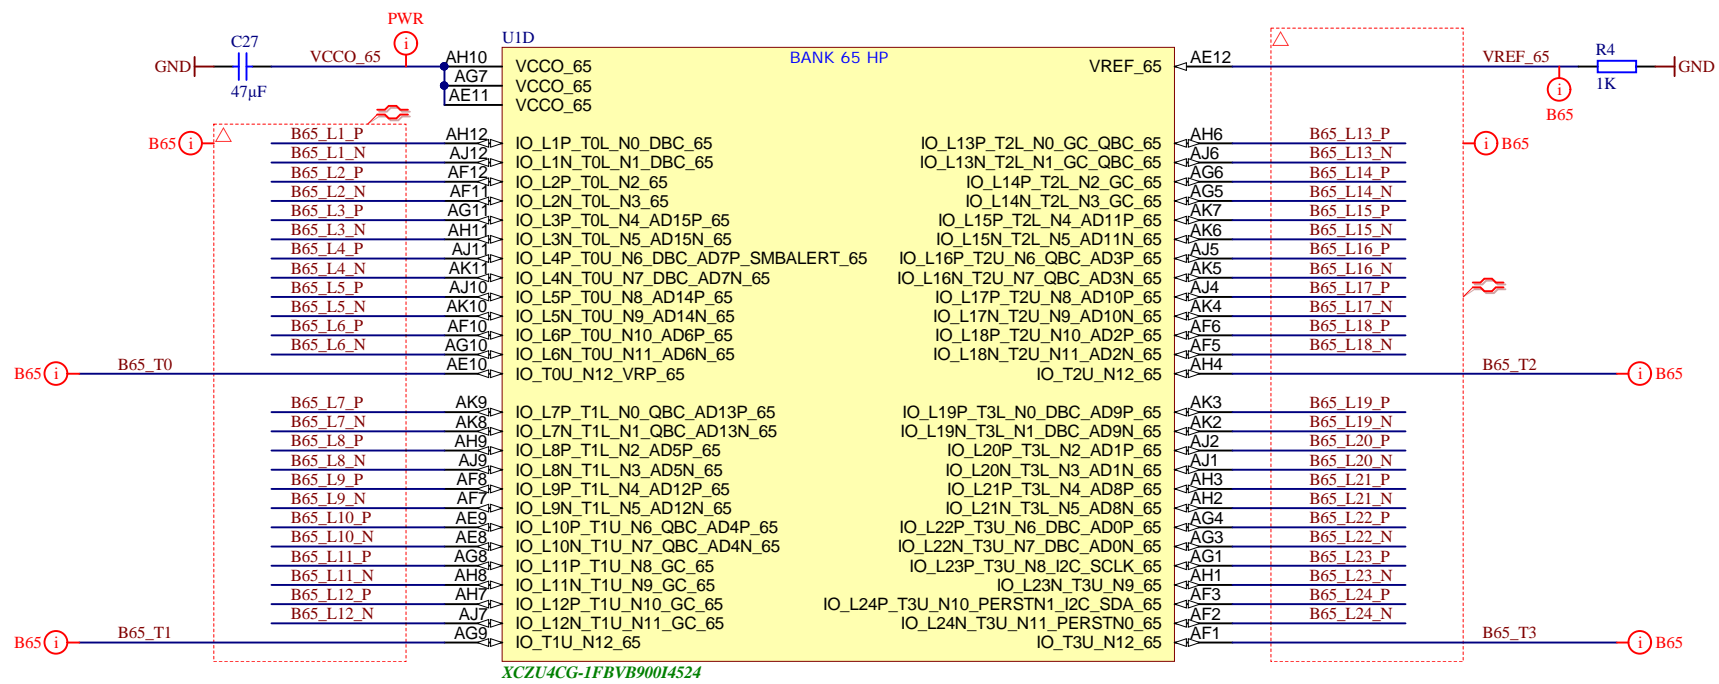 PWR
C27
VCCO_65
GND
47µF
U1D
BANK 65 HP
AH10 VCCO_65
AG7 VCCO_65
AE11 VCCO_65
VREF_65 AE12
VREF_65
R4
1K
GND
B65
B65
B65_L1_P AH12 IO_L1P_T0L_N0_DBC_65
B65_L1_N AJ12 IO_L1N_T0L_N1_DBC_65
B65_L2_P AF12 IO_L2P_T0L_N2_65
B65_L2_N AF11 IO_L2N_T0L_N3_65
B65_L3_P AG11 IO_L3P_T0L_N4_AD15P_65
B65_L3_N AH11 IO_L3N_T0L_N5_AD15N_65
B65_L4_P AJ11 IO_L4P_T0U_N6_DBC_AD7P_SMBALERT_65
B65_L4_N AK11 IO_L4N_T0U_N7_DBC_AD7N_65
B65_L5_P AJ10 IO_L5P_T0U_N8_AD14P_65
B65_L5_N AK10 IO_L5N_T0U_N9_AD14N_65
B65_L6_P AF10 IO_L6P_T0U_N10_AD6P_65
B65_L6_N AG10 IO_L6N_T0U_N11_AD6N_65
B65 B65_T0 AE10 IO_T0U_N12_VRP_65
B65_L7_P AK9 IO_L7P_T1L_N0_QBC_AD13P_65
B65_L7_N AK8 IO_L7N_T1L_N1_QBC_AD13N_65
B65_L8_P AH9 IO_L8P_T1L_N2_AD5P_65
B65_L8_N AJ9 IO_L8N_T1L_N3_AD5N_65
B65_L9_P AF8 IO_L9P_T1L_N4_AD12P_65
B65_L9_N AF7 IO_L9N_T1L_N5_AD12N_65
B65_L10_P AE9 IO_L10P_T1U_N6_QBC_AD4P_65
B65_L10_N AE8 IO_L10N_T1U_N7_QBC_AD4N_65
B65_L11_P AG8 IO_L11P_T1U_N8_GC_65
B65_L11_N AH8 IO_L11N_T1U_N9_GC_65
B65_L12_P AH7 IO_L12P_T1U_N10_GC_65
B65_L12_N AJ7 IO_L12N_T1U_N11_GC_65
B65 B65_T1 AG9 IO_T1U_N12_65
IO_L13P_T2L_N0_GC_QBC_65 AH6 B65_L13_P B65
IO_L13N_T2L_N1_GC_QBC_65 AJ6 B65_L13_N
IO_L14P_T2L_N2_GC_65 AG6 B65_L14_P
IO_L14N_T2L_N3_GC_65 AG5 B65_L14_N
IO_L15P_T2L_N4_AD11P_65 AK7 B65_L15_P
IO_L15N_T2L_N5_AD11N_65 AK6 B65_L15_N
IO_L16P_T2U_N6_QBC_AD3P_65 AJ5 B65_L16_P
IO_L16N_T2U_N7_QBC_AD3N_65 AK5 B65_L16_N
IO_L17P_T2U_N8_AD10P_65 AJ4 B65_L17_P
IO_L17N_T2U_N9_AD10N_65 AK4 B65_L17_N
IO_L18P_T2U_N10_AD2P_65 AF6 B65_L18_P
IO_L18N_T2U_N11_AD2N_65 AF5 B65_L18_N
IO_T2U_N12_65 AH4 B65_T2 B65
IO_L19P_T3L_N0_DBC_AD9P_65 AK3 B65_L19_P
IO_L19N_T3L_N1_DBC_AD9N_65 AK2 B65_L19_N
IO_L20P_T3L_N2_AD1P_65 AJ2 B65_L20_P
IO_L20N_T3L_N3_AD1N_65 AJ1 B65_L20_N
IO_L21P_T3L_N4_AD8P_65 AH3 B65_L21_P
IO_L21N_T3L_N5_AD8N_65 AH2 B65_L21_N
IO_L22P_T3U_N6_DBC_AD0P_65 AG4 B65_L22_P
IO_L22N_T3U_N7_DBC_AD0N_65 AG3 B65_L22_N
IO_L23P_T3U_N8_I2C_SCLK_65 AG1 B65_L23_P
IO_L23N_T3U_N9_65 AH1 B65_L23_N
IO_L24P_T3U_N10_PERSTN1_I2C_SDA_65 AF3 B65_L24_P
IO_L24N_T3U_N11_PERSTN0_65 AF2 B65_L24_N
IO_T3U_N12_65 AF1 B65_T3 B65
XCZU4CG-1FBVB900I4524